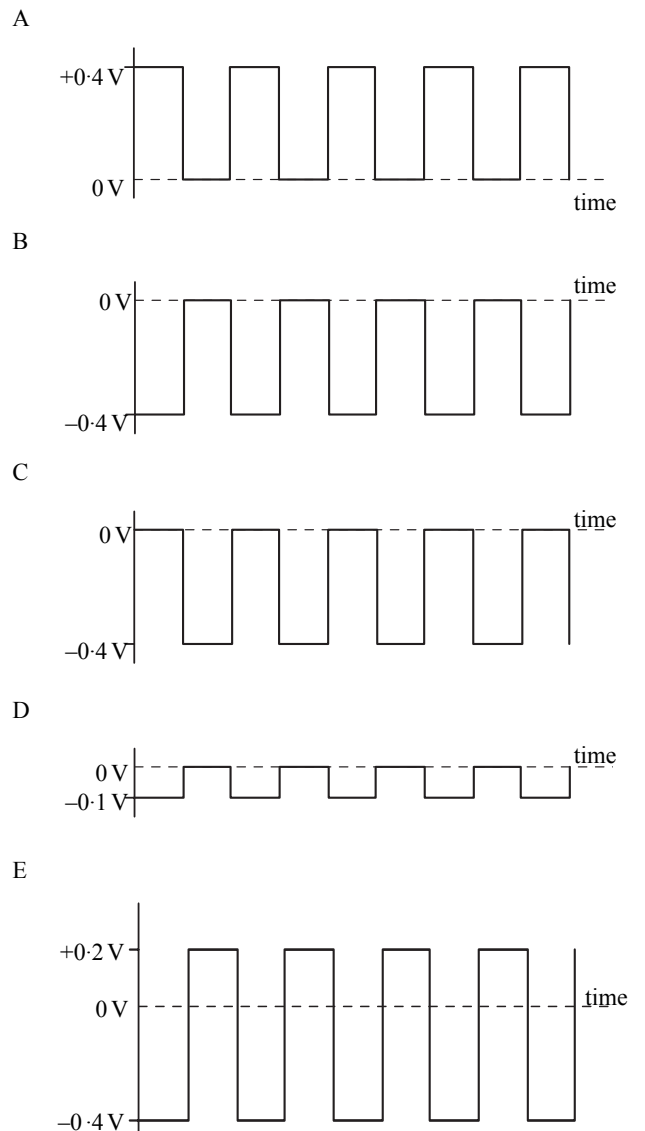 A
+0·4 V
0 V
time
B
time
0 V
–0·4 V
C
time
0 V
–0·4 V
D
time
0 V
–0·1 V
E
+0·2 V
time
0 V
–0·4 V